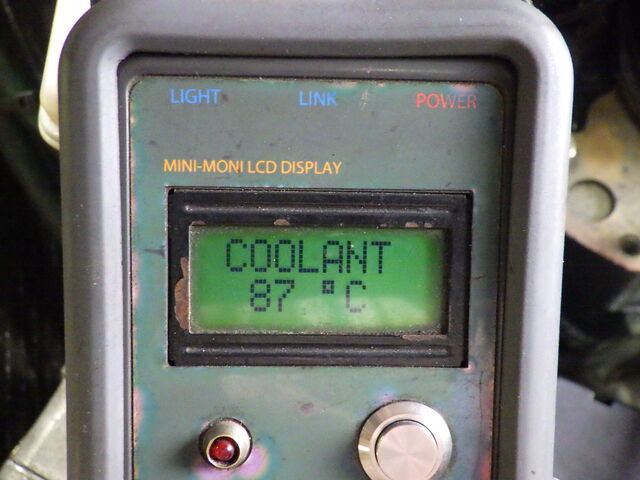 LIGHT LINK POWER
MINI-MONI LCD DISPLAY
COOLANT
87 °C